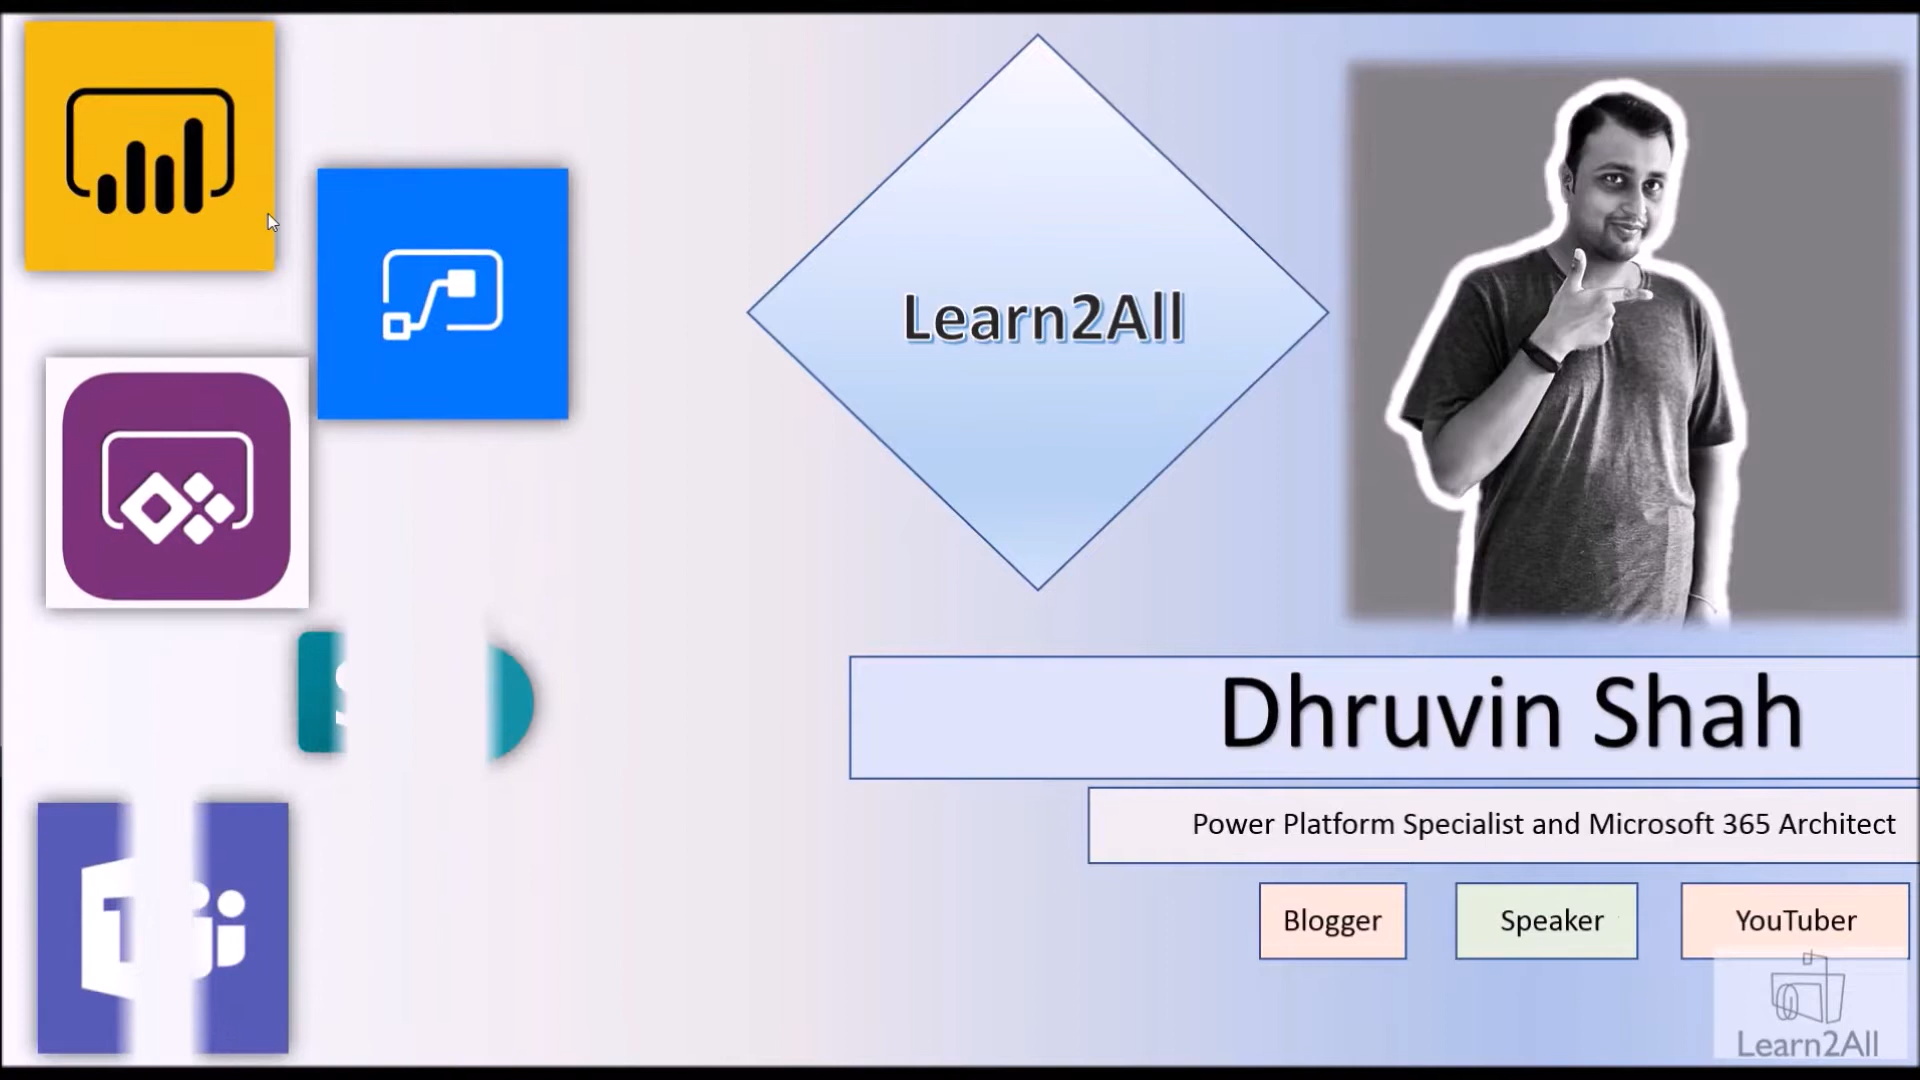 Learn2All
Dhruvin Shah
Power Platform Specialist and Microsoft 365 Architect
Blogger
Speaker
YouTuber
Learn2All